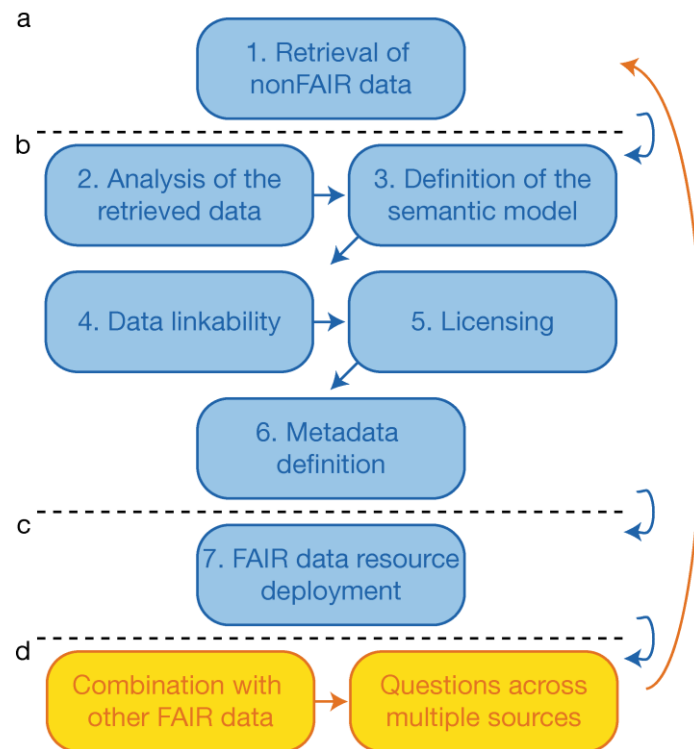 a
1. Retrieval of
nonFAIR data
b
2. Analysis of the
retrieved data
3. Definition of the
semantic model
4. Data linkability
5. Licensing
6. Metadata
definition
c
7. FAIR data resource
deployment
d
Combination with
other FAIR data
Questions across
multiple sources